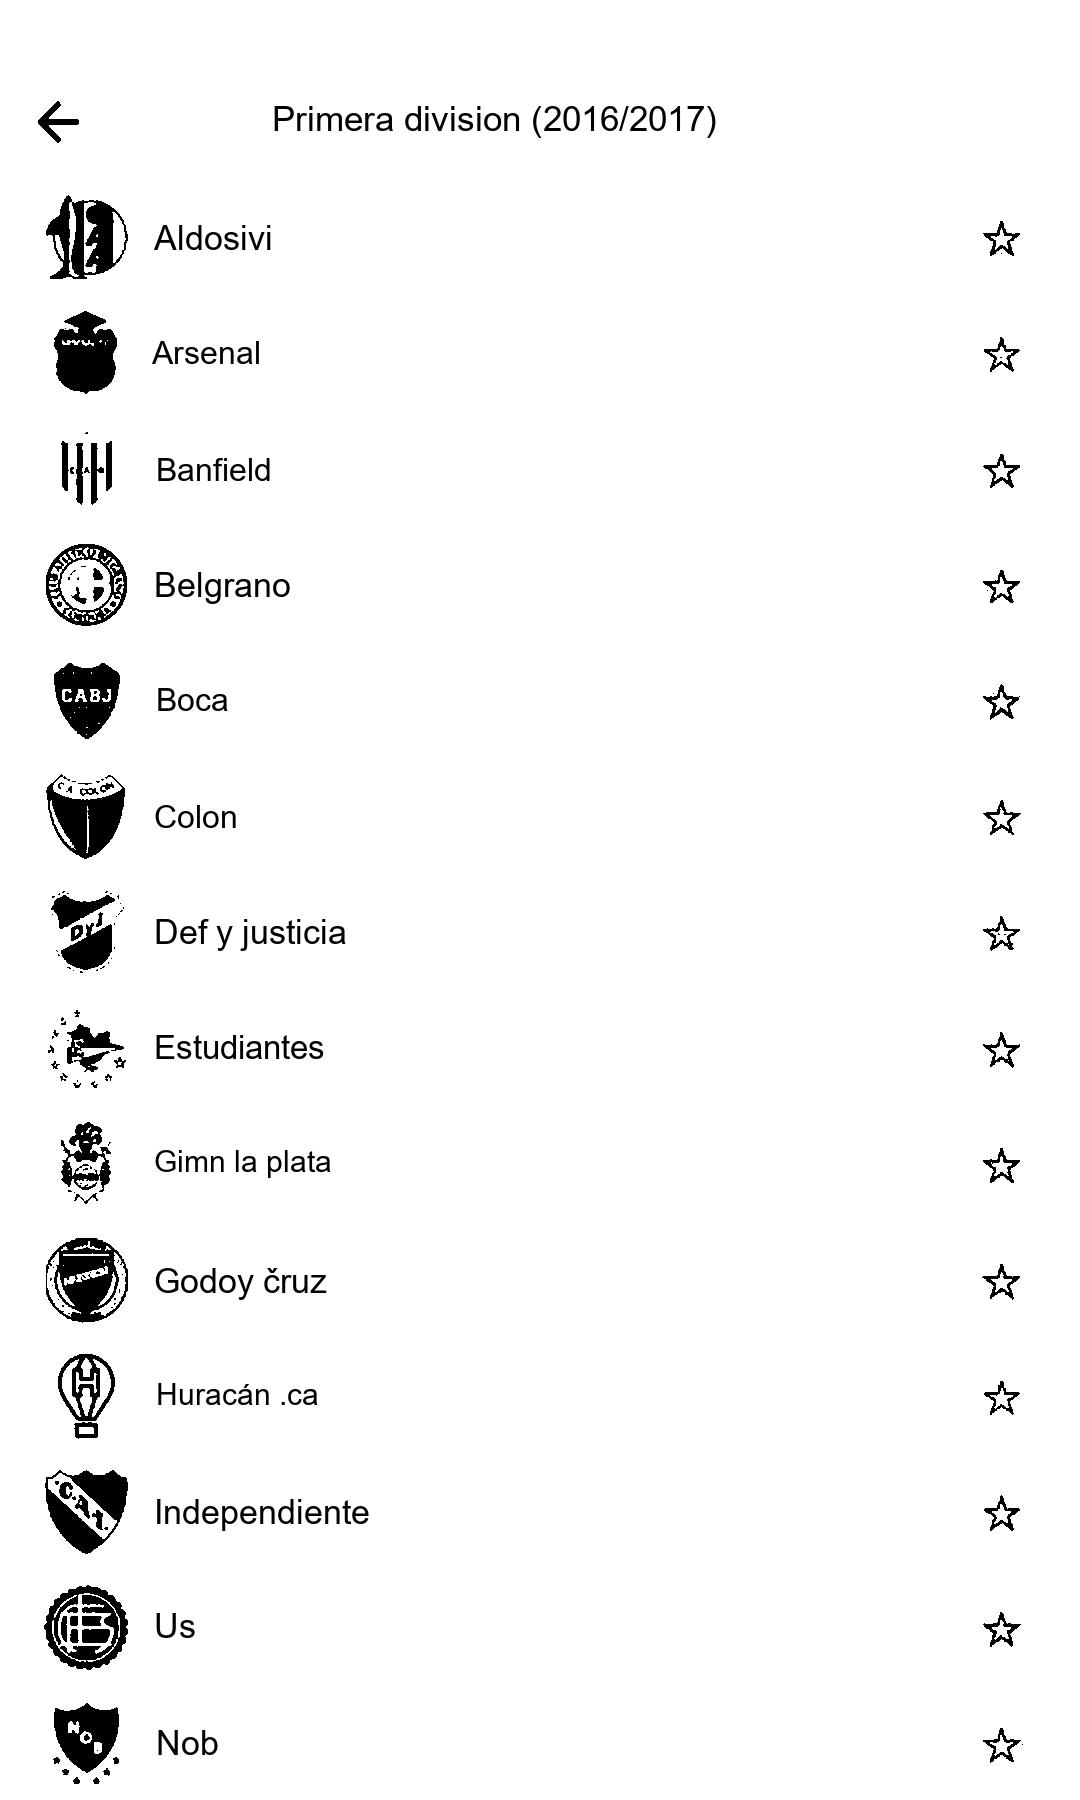 Primera division (2016/2017)
Aldosivi
Arsenal
Banfield
Belgrano
CABJ
Boca
C A COLON
Colon
DYJ
Def y justicia
Estudiantes
Gimn la plata
Godoy čruz
H
Huracán .ca
C.A.I.
Independiente
Us
NOB
Nob